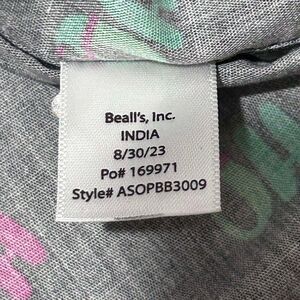 Beall's, Inc.
INDIA
8/30/23
Po# 169971
Style# ASOPBB3009